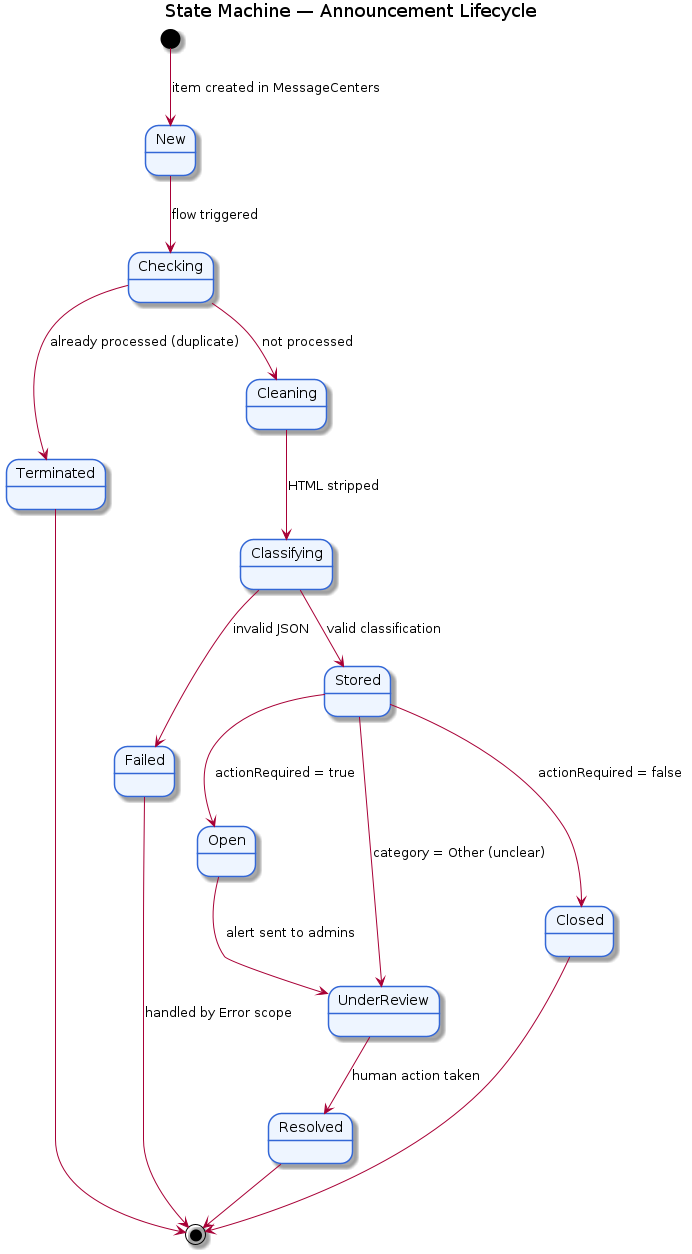 State Machine — Announcement Lifecycle
item created in MessageCenters
New
flow triggered
Checking
already processed (duplicate)
not processed
Cleaning
Terminated
HTML stripped
Classifying
invalid JSON
valid classification
Stored
Failed
actionRequired = true
actionRequired = false
Open
category = Other (unclear)
Closed
alert sent to admins
UnderReview
handled by Error scope
human action taken
Resolved